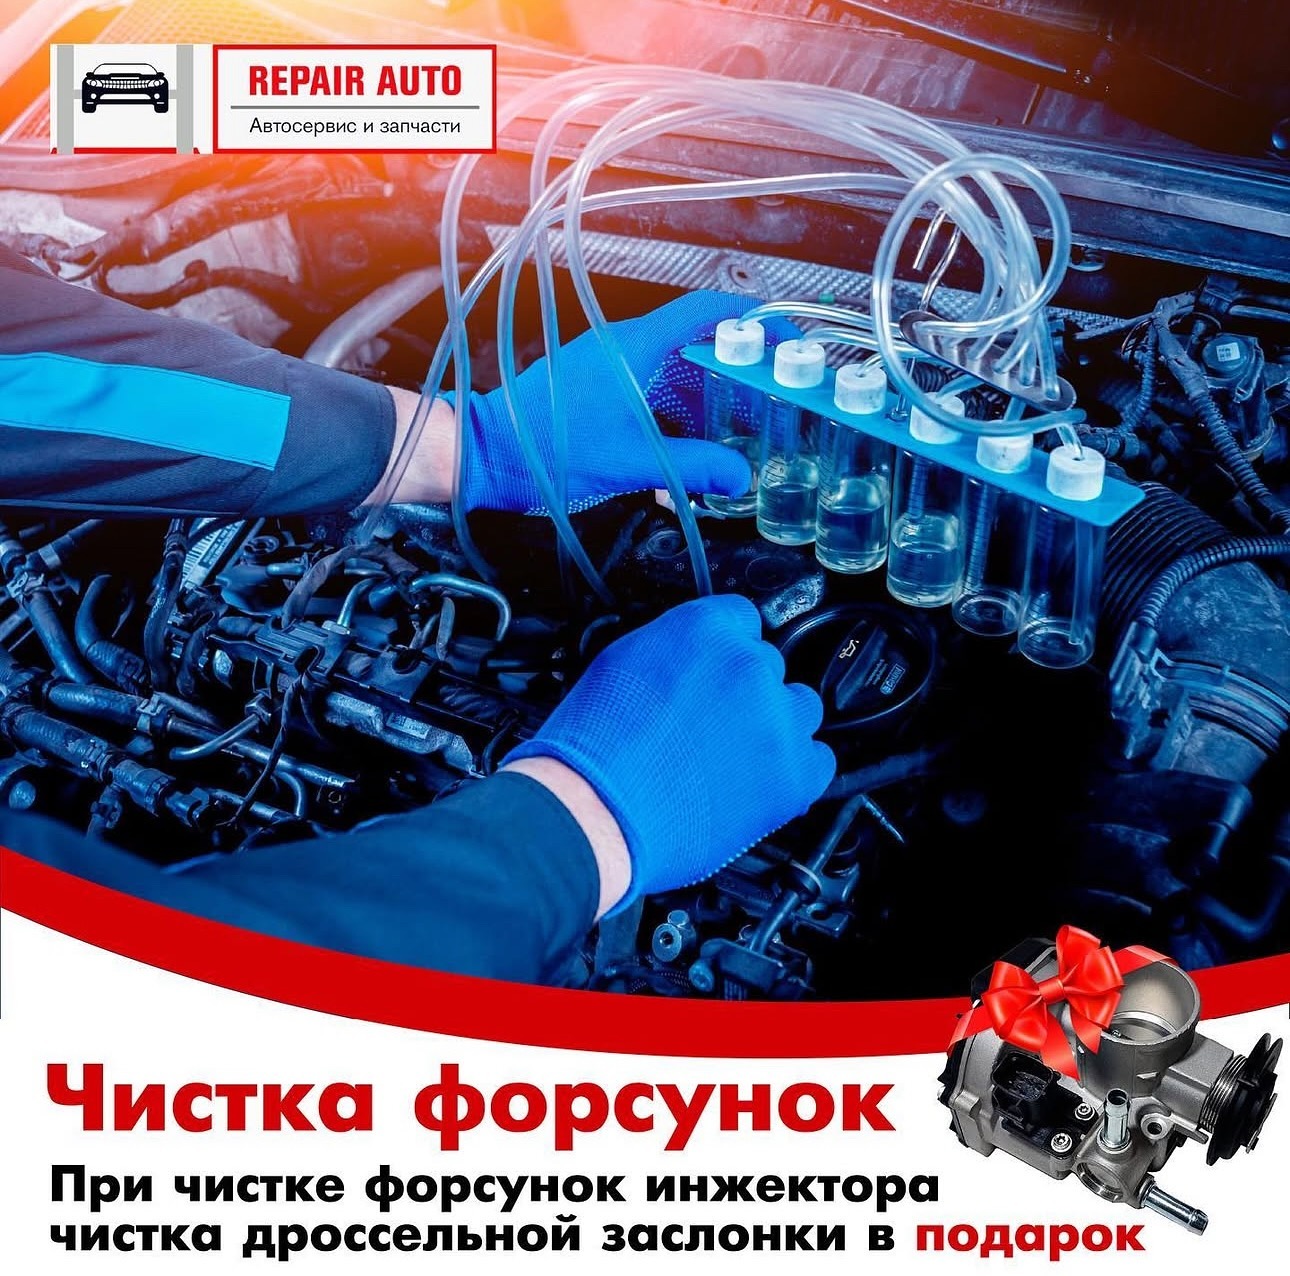 REPAIR AUTO
Автосервис и запчасти
Чистка форсунок
При чистке форсунок инжектора
чистка дроссельной заслонки в подарок